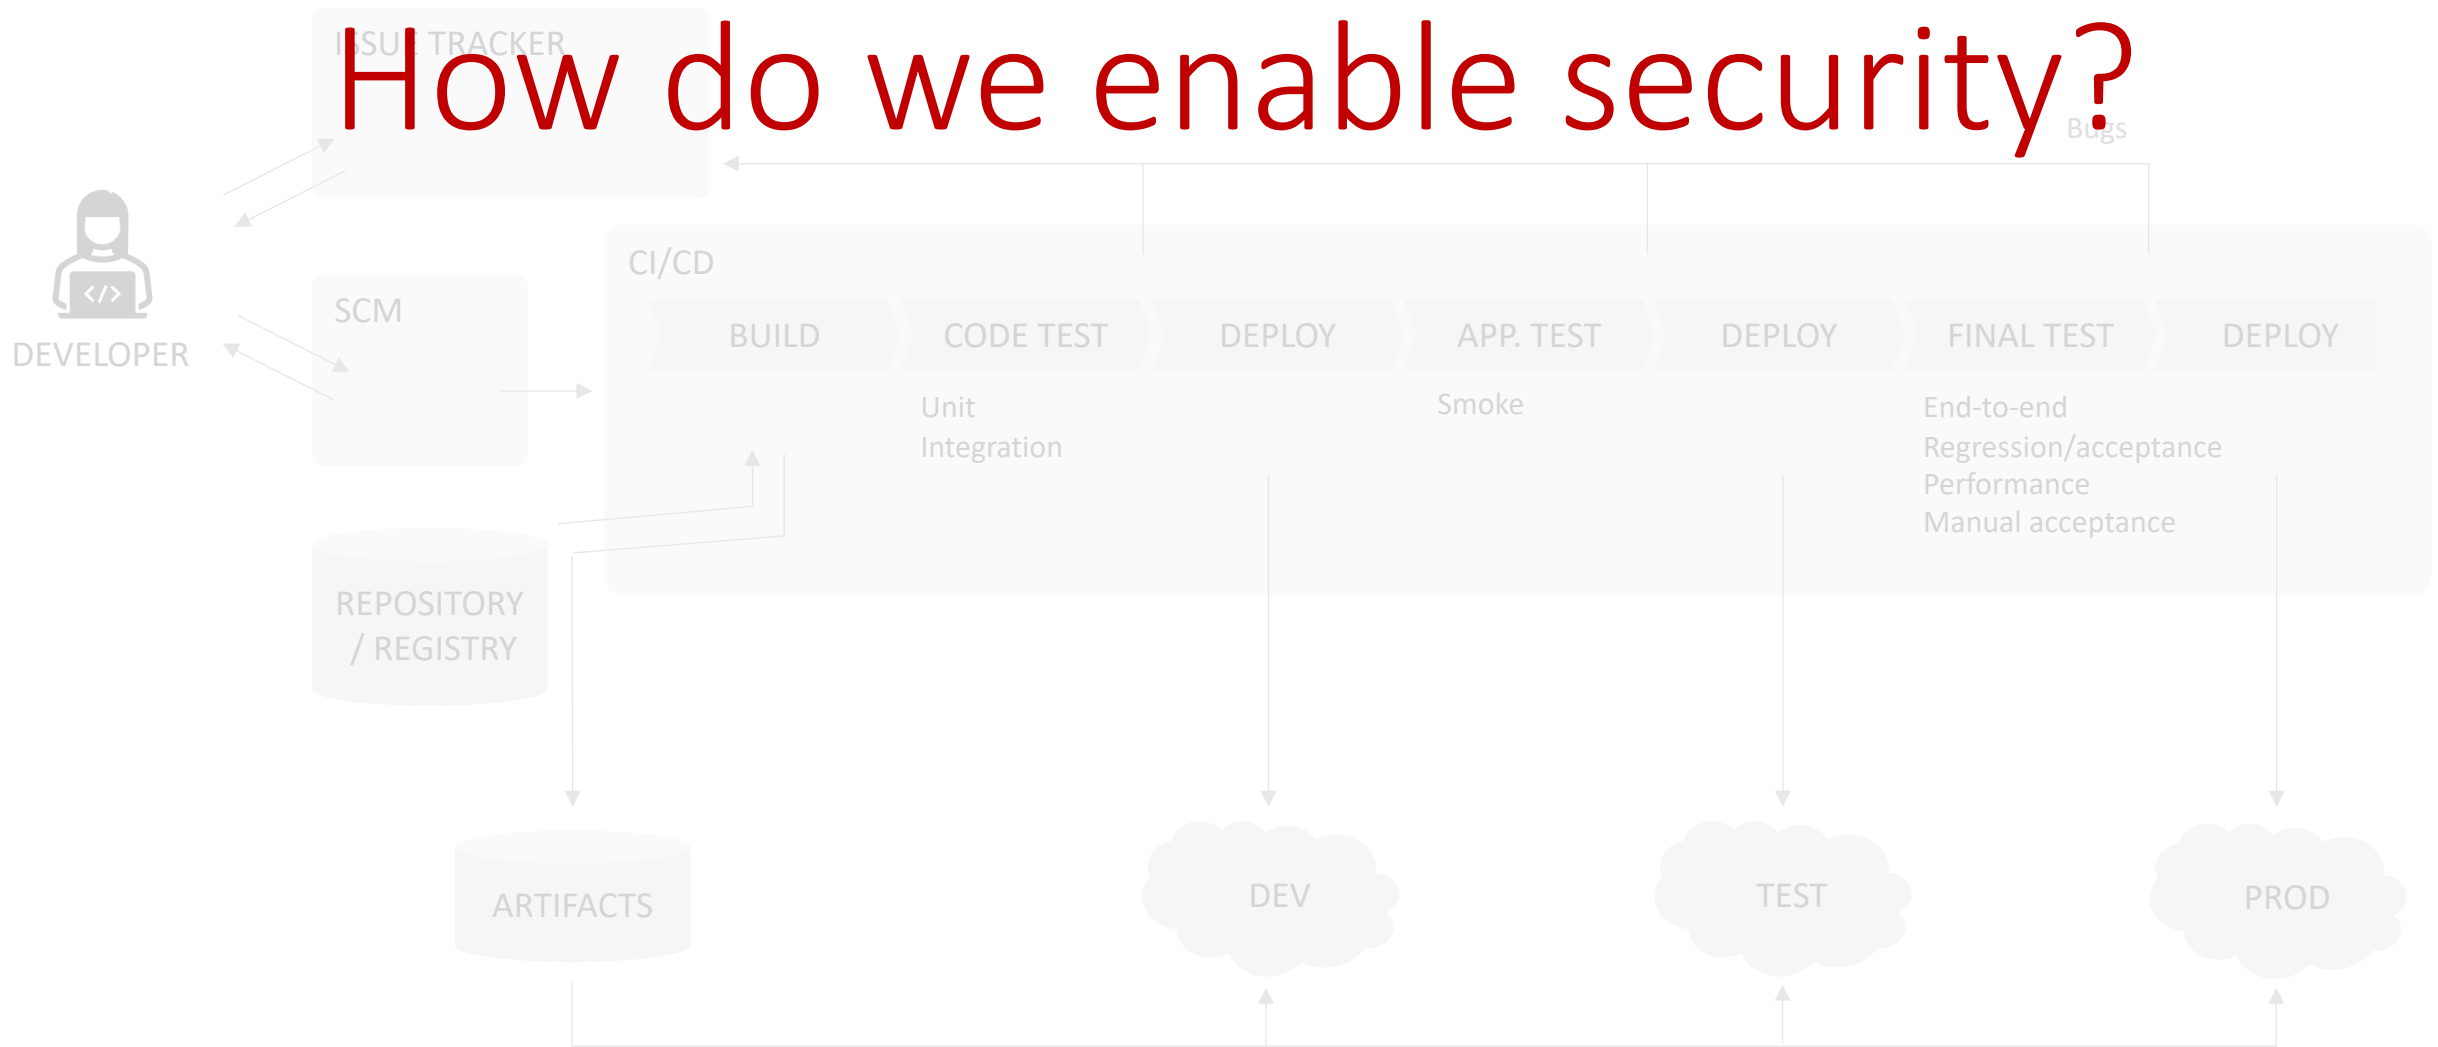 How do we enable security?
ISSUE TRACKER
Bugs
DEVELOPER
SCM
CI/CD
BUILD
CODE TEST
DEPLOY
APP. TEST
DEPLOY
FINAL TEST
DEPLOY
Unit
Integration
Smoke
End-to-end
Regression/acceptance
Performance
Manual acceptance
REPOSITORY
/ REGISTRY
ARTIFACTS
DEV
TEST
PROD